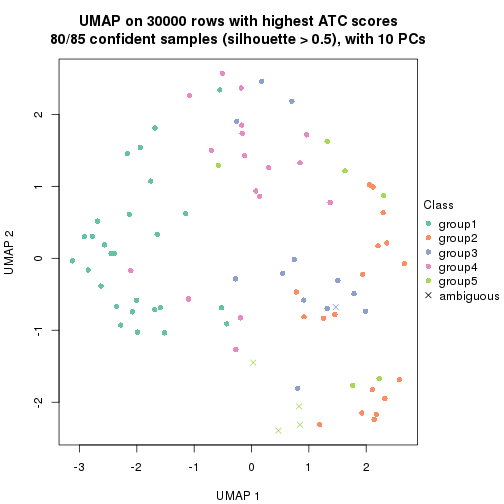 UMAP on 30000 rows with highest ATC scores
80/85 confident samples (silhouette > 0.5), with 10 PCs
2
1
0
-1
-2
UMAP 2
-3
-2
-1
0
1
2
UMAP 1
Class
group1
group2
group3
group4
group5
ambiguous